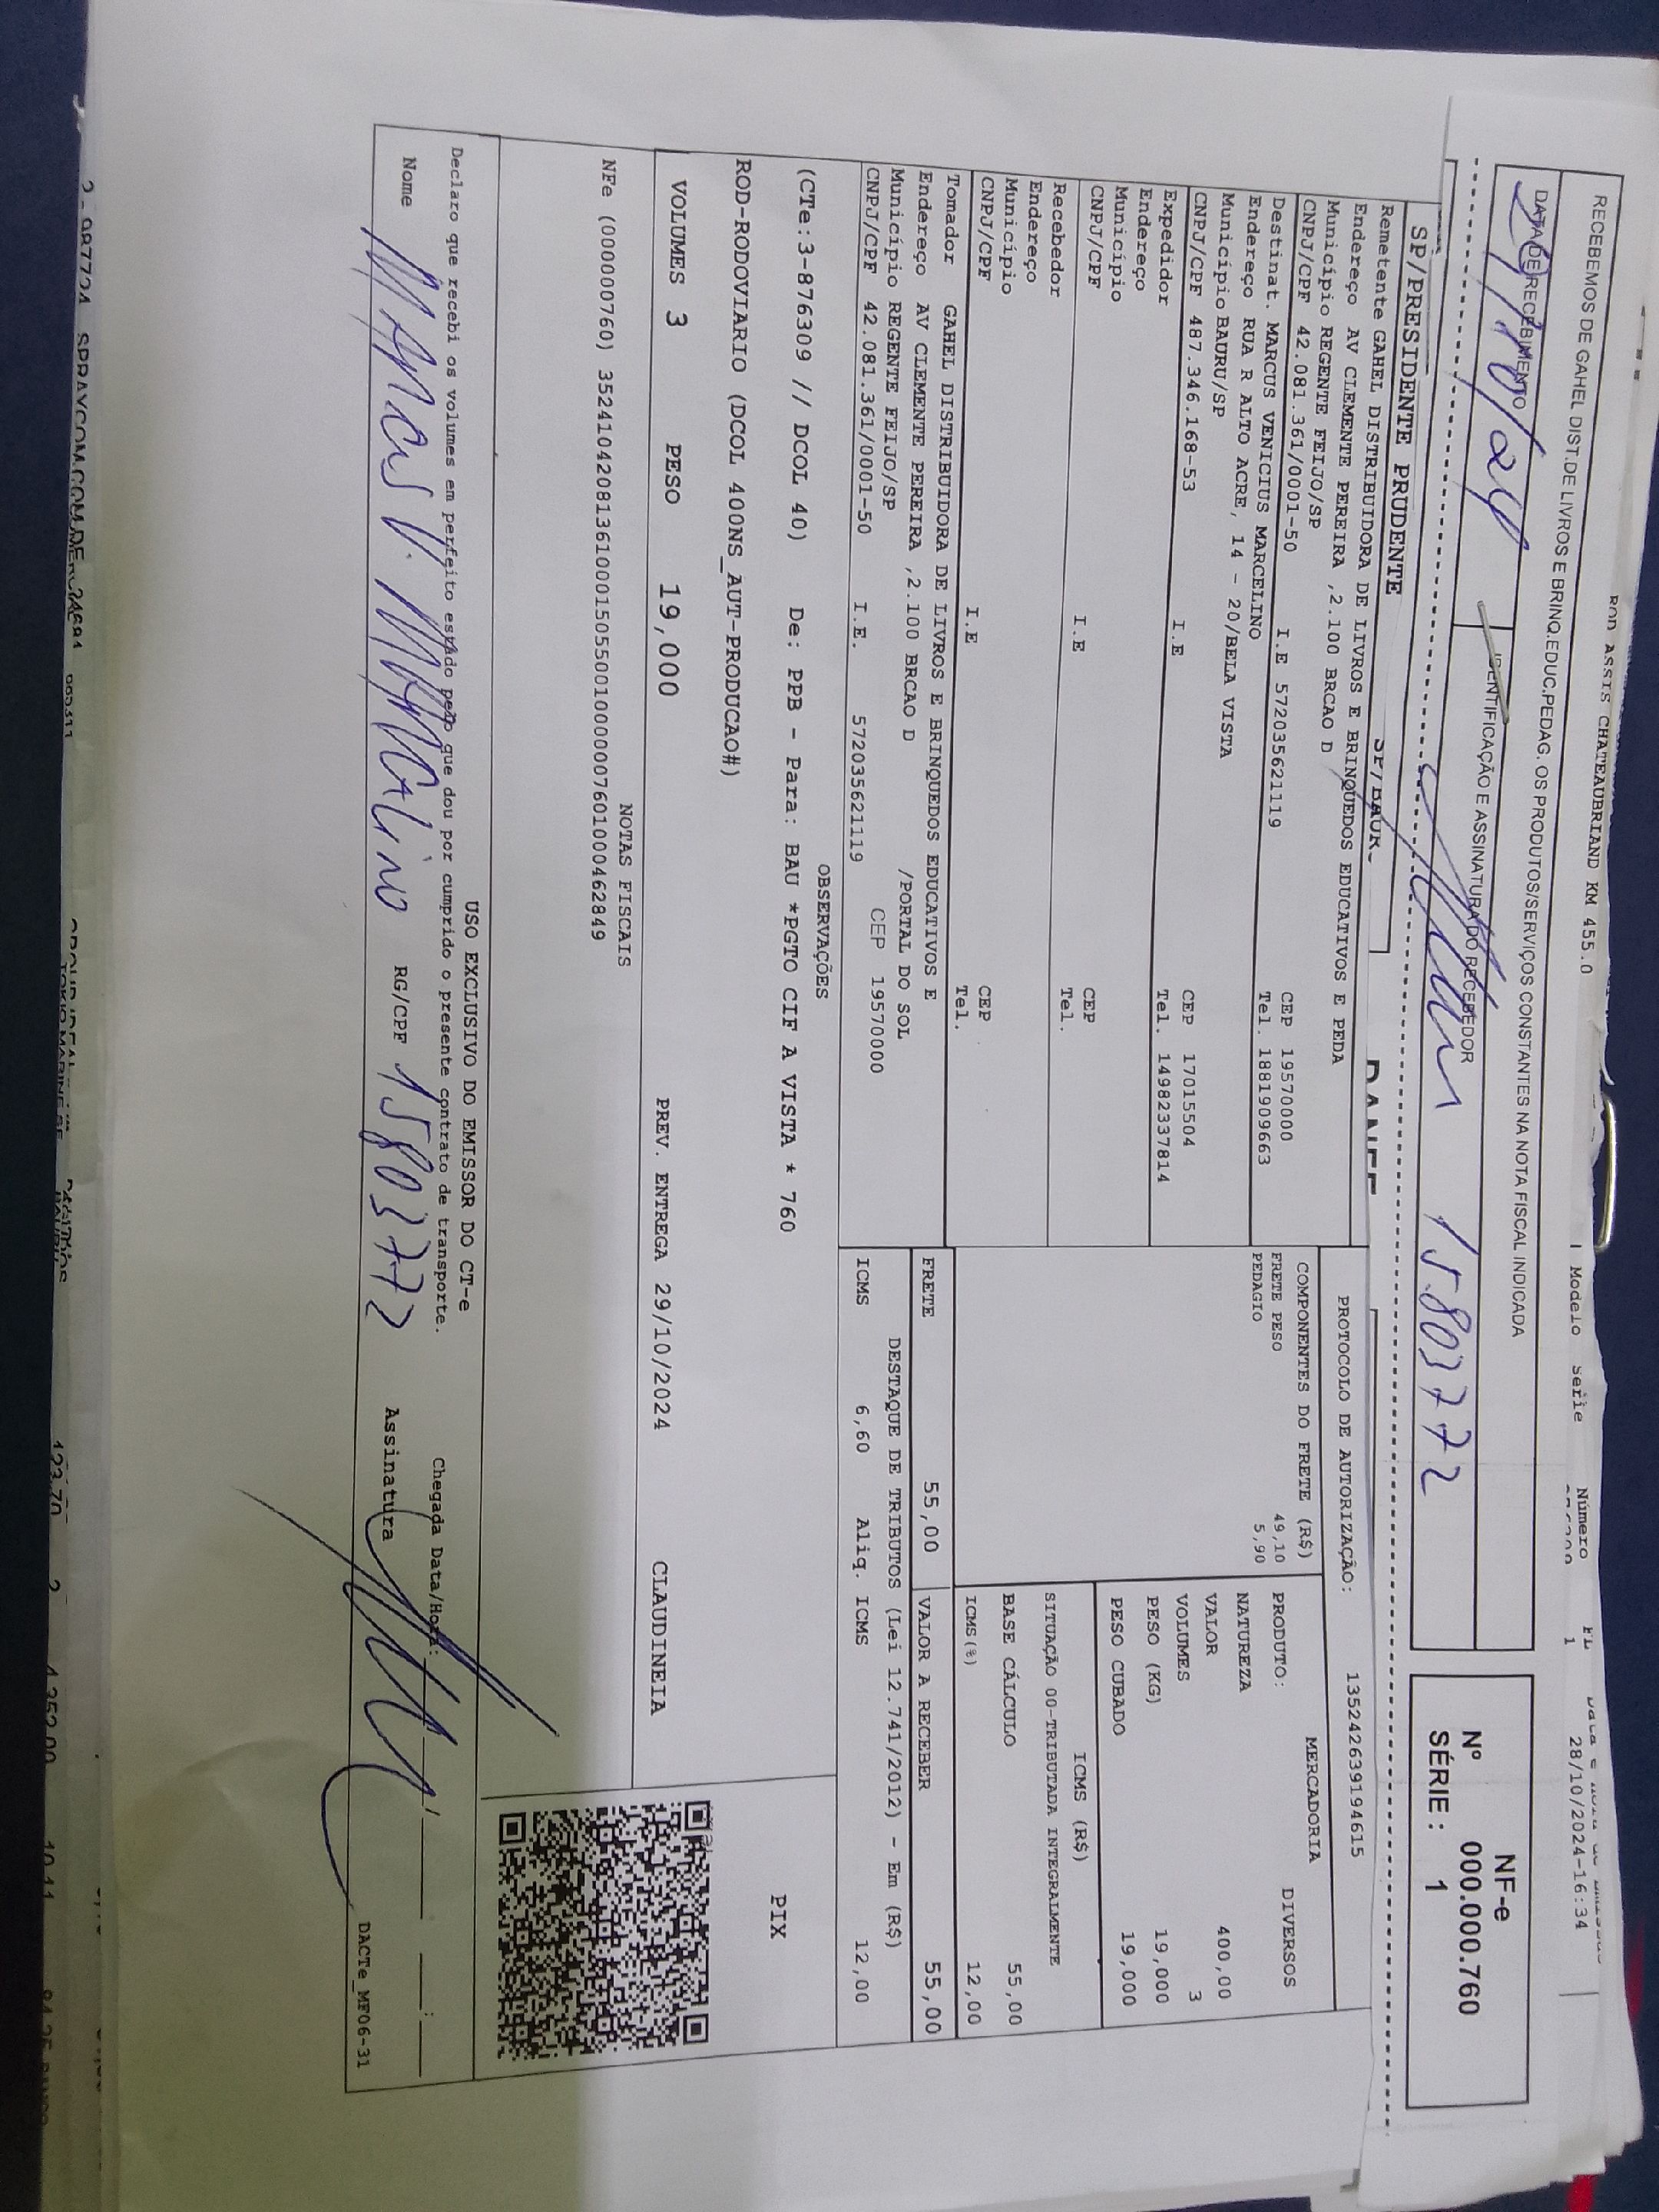 ROD ASSIS CHATEAUBRIAND KM 455.0
Modelo Serie Número FL
1 28/10/2024-16:34
RECEBEMOS DE GAHEL DIST.DE LIVROS E BRINQ.EDUC.PEDAG. OS PRODUTOS/SERVIÇOS CONSTANTES NA NOTA FISCAL INDICADA
DATA DE RECEBIMENTO
IDENTIFICAÇÃO E ASSINATURA DO RECEBEDOR
15.803772
NF-e
Nº 000.000.760
SÉRIE: 1
SP/PRESIDENTE PRUDENTE
DANFE
PROTOCOLO DE AUTORIZAÇÃO: 135242639194615
Remetente GAHEL DISTRIBUIDORA DE LIVROS E BRINQUEDOS EDUCATIVOS E PEDA
Endereço AV CLEMENTE PEREIRA ,2.100 BRCAO D
Município REGENTE FEIJO/SP CEP 19570000
CNPJ/CPF 42.081.361/0001-50 I.E 572035621119 Tel. 1881909663
Destinat. MARCUS VENICIUS MARCELINO
Endereço RUA R ALTO ACRE, 14 - 20/BELA VISTA
Município BAURU/SP CEP 17015504
CNPJ/CPF 487.346.168-53 I.E Tel. 14982337814
Expedidor
Endereço
Município CEP
CNPJ/CPF I.E Tel.
Recebedor
Endereço
Município CEP
CNPJ/CPF I.E Tel.
Tomador GAHEL DISTRIBUIDORA DE LIVROS E BRINQUEDOS EDUCATIVOS E
Endereço AV CLEMENTE PEREIRA ,2.100 BRCAO D /PORTAL DO SOL
Município REGENTE FEIJO/SP CEP 19570000
CNPJ/CPF 42.081.361/0001-50 I.E. 572035621119
COMPONENTES DO FRETE (R$)
FRETE PESO 49,10
PEDAGIO 5,90
MERCADORIA
PRODUTO: DIVERSOS
NATUREZA
VALOR 400,00
VOLUMES 3
PESO (KG) 19,000
PESO CUBADO 19,000
ICMS (R$)
SITUAÇÃO 00-TRIBUTADA INTEGRALMENTE
BASE CÁLCULO 55,00
ICMS(%) 12,00
FRETE 55,00 VALOR A RECEBER 55,00
DESTAQUE DE TRIBUTOS (Lei 12.741/2012) - Em (R$)
ICMS 6,60 Aliq. ICMS 12,00
OBSERVAÇÕES
(CTe:3-876309 // DCOL 40) De: PPB - Para: BAU *PGTO CIF A VISTA * 760
ROD-RODOVIARIO (DCOL 400NS_AUT-PRODUCAO#)
PIX
VOLUMES 3 PESO 19,000 PREV. ENTREGA 29/10/2024 CLAUDINEIA
NOTAS FISCAIS
NFe (000000760) 35241042081361000150550010000007601000462849
USO EXCLUSIVO DO EMISSOR DO CT-e
Declaro que recebi os volumes em perfeito estado pelo que dou por cumprido o presente contrato de transporte.
Chegada Data/Hora:
Nome Marcus V. Marcelino RG/CPF 15803772 Assinatura
DACTe_MF06-31